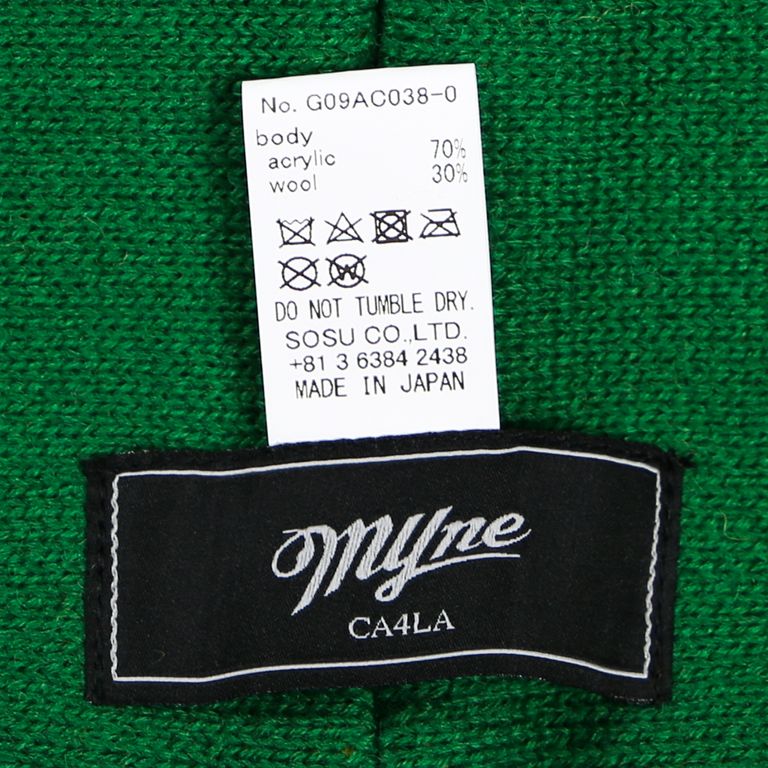 No. G09AC038-0
body
acrylic 70%
wool 30%
W
DO NOT TUMBLE DRY.
SOSU CO.,LTD.
+81 3 6384 2438
MADE IN JAPAN
Myne
CA4LA